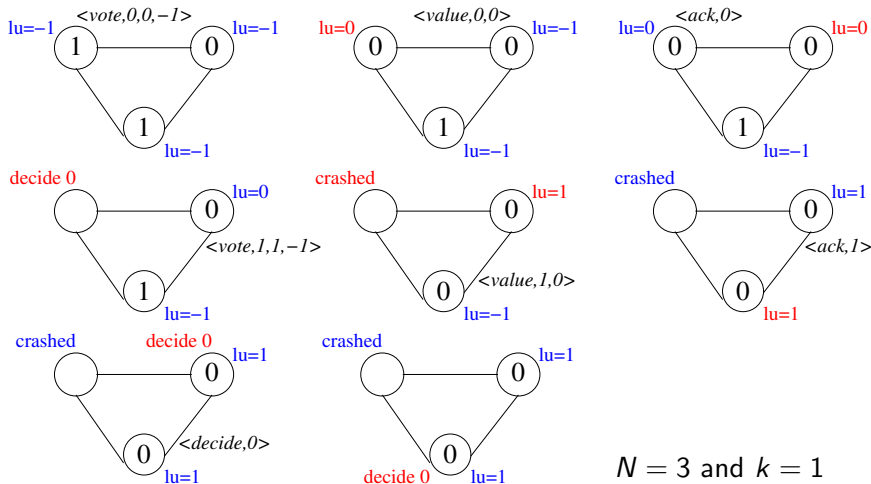 <vote,0,0,−1>
lu=−1 1 0 lu=−1
1
lu=−1
<value,0,0>
lu=0 0 0 lu=−1
1
lu=−1
<ack,0>
lu=0 0 0 lu=0
1
lu=−1
decide 0
lu=0
0
<vote,1,1,−1>
1
lu=−1
crashed
lu=1
0
<value,1,0>
0
lu=−1
crashed
lu=1
0
<ack,1>
0
lu=1
crashed decide 0
lu=1
0
<decide,0>
0
lu=1
crashed
lu=1
0
0
decide 0 lu=1
N = 3 and k = 1